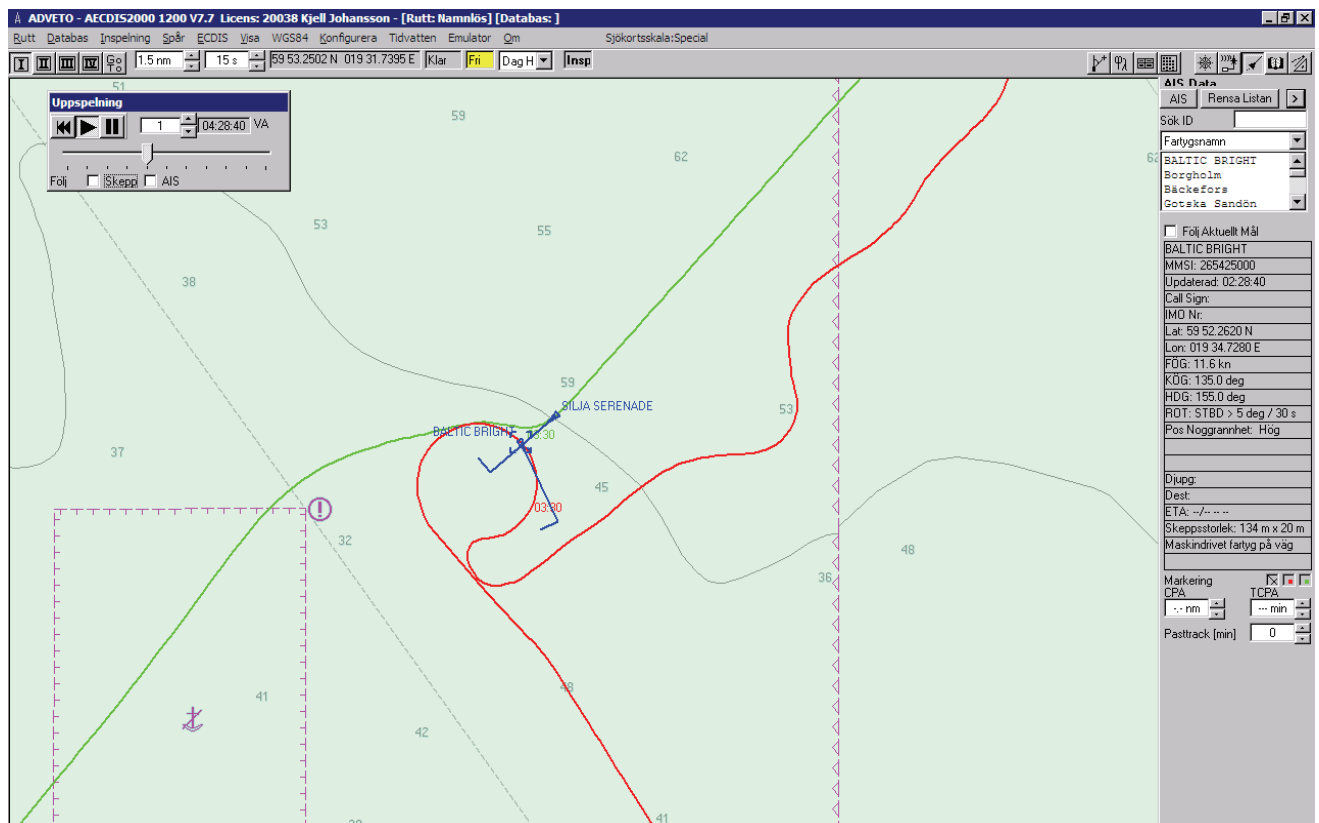 ADVETO - AECDIS2000 1200 V7.7 Licens: 20038 Kjell Johansson - [Rutt: Namnlös] [Databas: ]
Rutt Databas Inspelning Spår ECDIS Visa WGS84 Konfigurera Tidvatten Emulator Om Sjökortsskala:Special
I II III IV 1.5 nm 15 s 59 53.2502 N 019 31.7395 E Klar Fri Dag H Insp
Uppspelning
1 04:28:40 VA
Följ Skepp AIS
51
59
62
62
53
55
38
59
SILJA SERENADE
53
BALTIC BRIGHT 03:30
37
45
03:30
32
48
36
48
41
42
41
39
AIS Data
AIS Rensa Listan >
Sök ID
Fartygsnamn
BALTIC BRIGHT
Borgholm
Bäckefors
Gotska Sandön
Följ Aktuellt Mål
BALTIC BRIGHT
MMSI: 265425000
Updaterad: 02:28:40
Call Sign:
IMO Nr:
Lat: 59 52.2620 N
Lon: 019 34.7280 E
FÖG: 11.6 kn
KÖG: 135.0 deg
HDG: 155.0 deg
ROT: STBD > 5 deg / 30 s
Pos Noggrannhet: Hög
Djupg:
Dest:
ETA: --/-- -- --
Skeppsstorlek: 134 m x 20 m
Maskindrivet fartyg på väg
Markering
CPA TCPA
-.- nm --- min
Pasttrack [min] 0